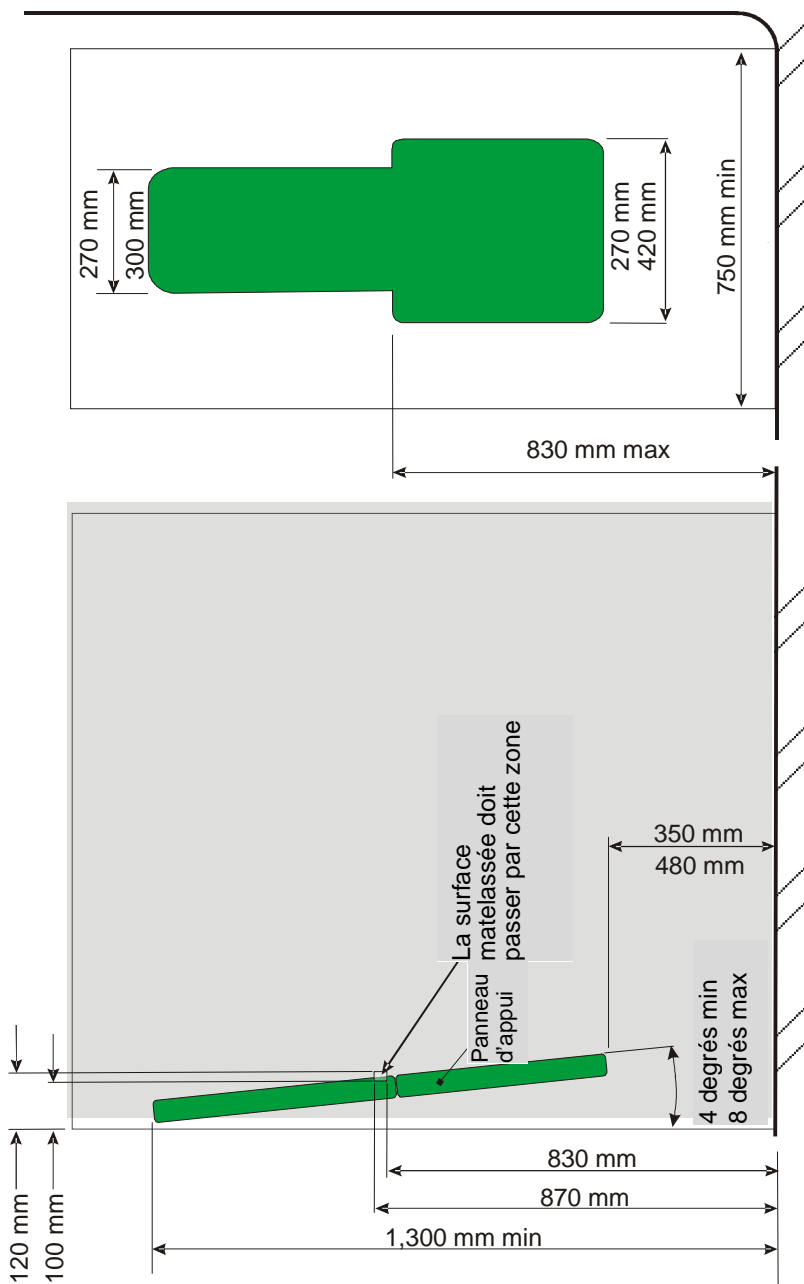 270 mm
300 mm
270 mm
420 mm
750 mm min
830 mm max
La surface
matelassée doit
passer par cette zone
Panneau
d'appui
350 mm
480 mm
4 degrés min
8 degrés max
830 mm
870 mm
1,300 mm min
120 mm
100 mm